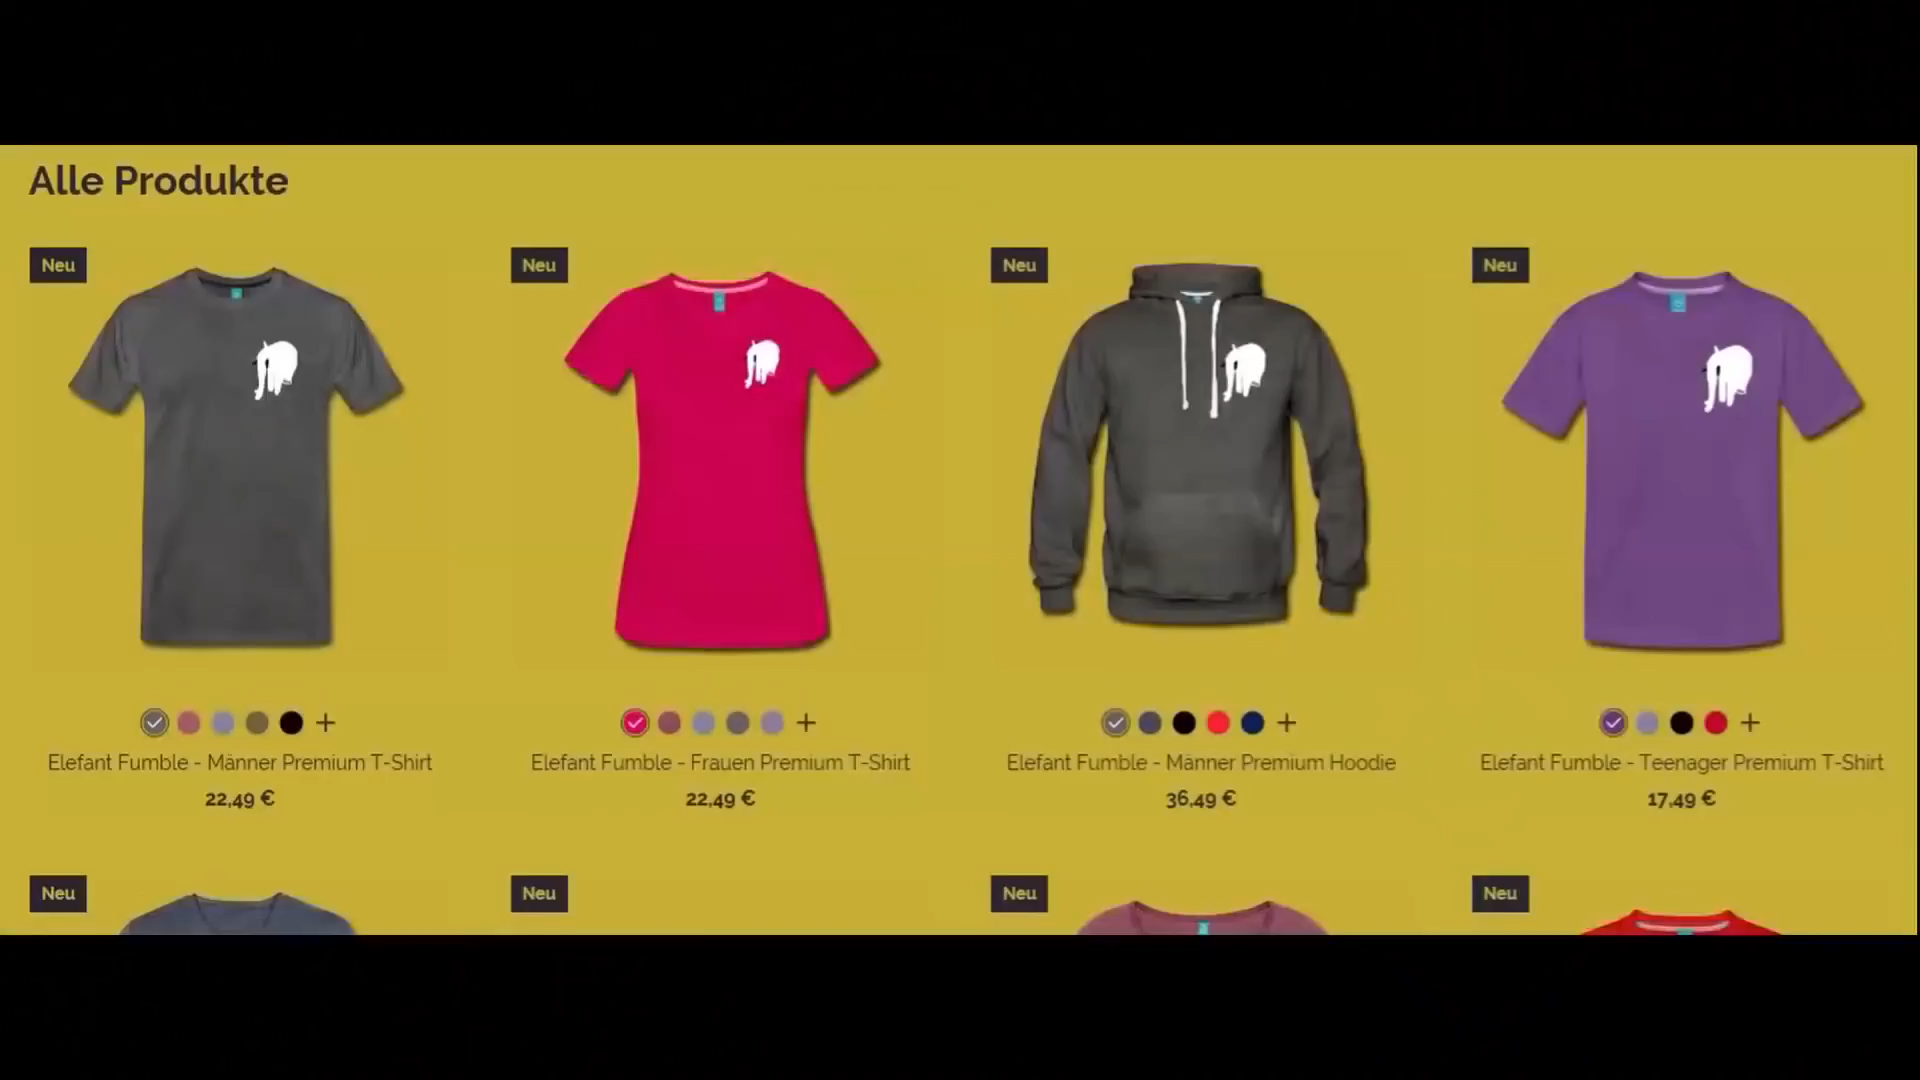 Alle Produkte
Neu
Neu
Neu
Neu
Elefant Fumble - Männer Premium T-Shirt
22,49 €
Elefant Fumble - Frauen Premium T-Shirt
22,49 €
Elefant Fumble - Männer Premium Hoodie
36,49 €
Elefant Fumble - Teenager Premium T-Shirt
17,49 €
Neu
Neu
Neu
Neu